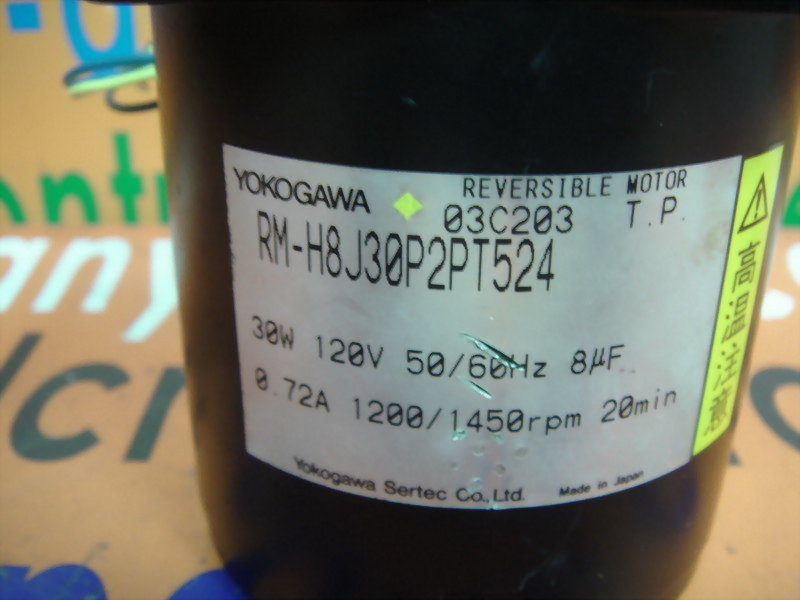 YOKOGAWA
REVERSIBLE MOTOR
03C203 T.P.
RM-H8J30P2PT524
30W 120V 50/60Hz 8μF
0.72A 1200/1450rpm 20min
Yokogawa Sertec Co., Ltd. Made in Japan
高温注意